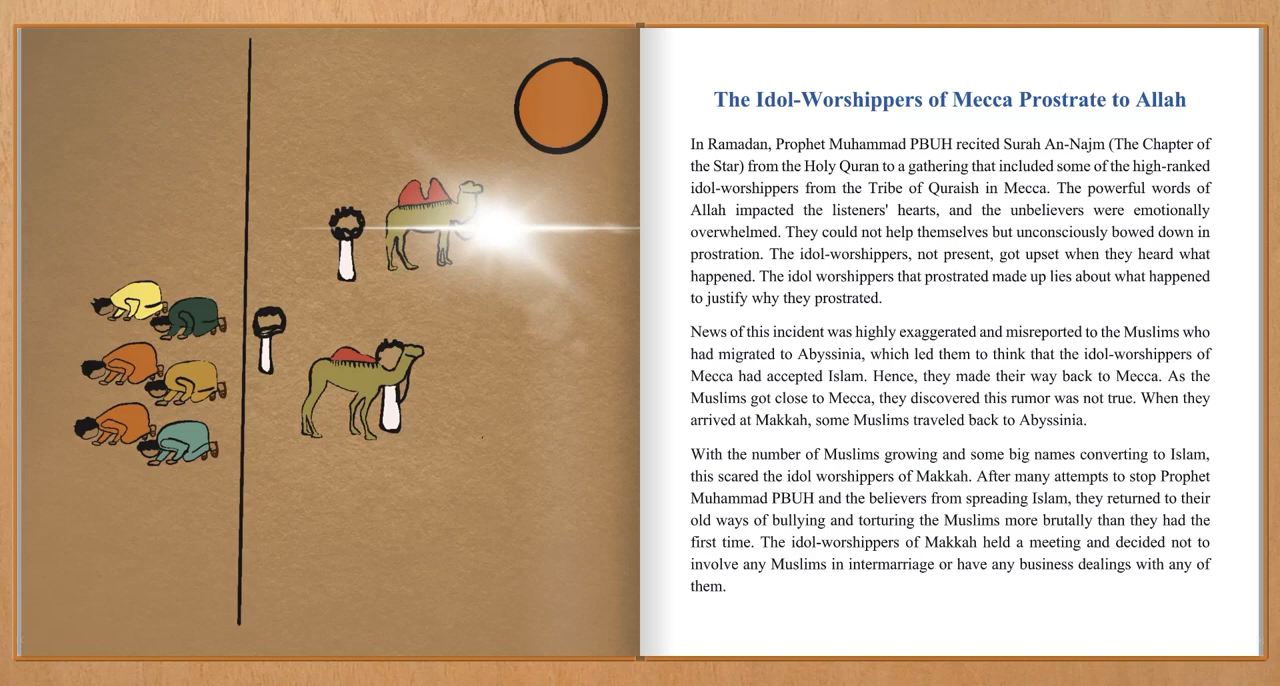 The Idol-Worshippers of Mecca Prostrate to Allah
In Ramadan, Prophet Muhammad PBUH recited Surah An-Najm (The Chapter of
the Star) from the Holy Quran to a gathering that included some of the high-ranked
idol-worshippers from the Tribe of Quraish in Mecca. The powerful words of
Allah impacted the listeners' hearts, and the unbelievers were emotionally
overwhelmed. They could not help themselves but unconsciously bowed down in
prostration. The idol-worshippers, not present, got upset when they heard what
happened. The idol worshippers that prostrated made up lies about what happened
to justify why they prostrated.
News of this incident was highly exaggerated and misreported to the Muslims who
had migrated to Abyssinia, which led them to think that the idol-worshippers of
Mecca had accepted Islam. Hence, they made their way back to Mecca. As the
Muslims got close to Mecca, they discovered this rumor was not true. When they
arrived at Makkah, some Muslims traveled back to Abyssinia.
With the number of Muslims growing and some big names converting to Islam,
this scared the idol worshippers of Makkah. After many attempts to stop Prophet
Muhammad PBUH and the believers from spreading Islam, they returned to their
old ways of bullying and torturing the Muslims more brutally than they had the
first time. The idol-worshippers of Makkah held a meeting and decided not to
involve any Muslims in intermarriage or have any business dealings with any of
them.